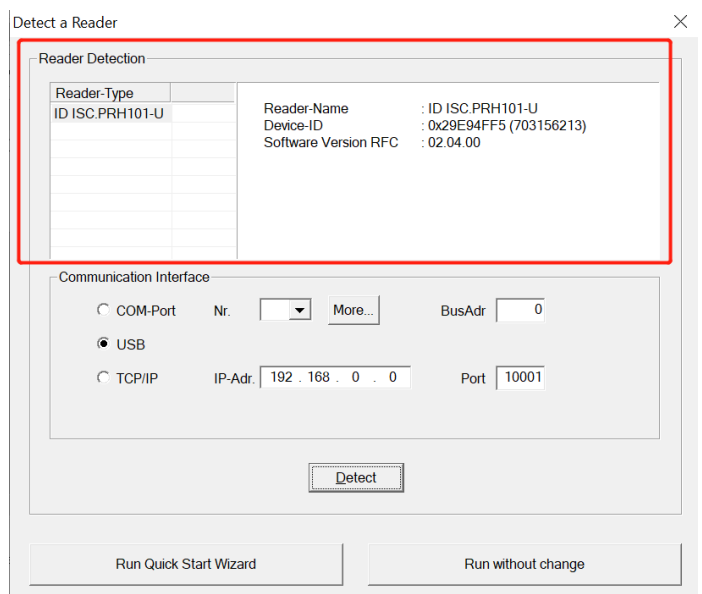 Detect a Reader
Reader Detection
Reader-Type
ID ISC.PRH101-U
Reader-Name : ID ISC.PRH101-U
Device-ID : 0x29E94FF5 (703156213)
Software Version RFC : 02.04.00
Communication Interface
COM-Port Nr. More... BusAdr 0
USB
TCP/IP IP-Adr. 192 . 168 . 0 . 0 Port 10001
Detect
Run Quick Start Wizard Run without change